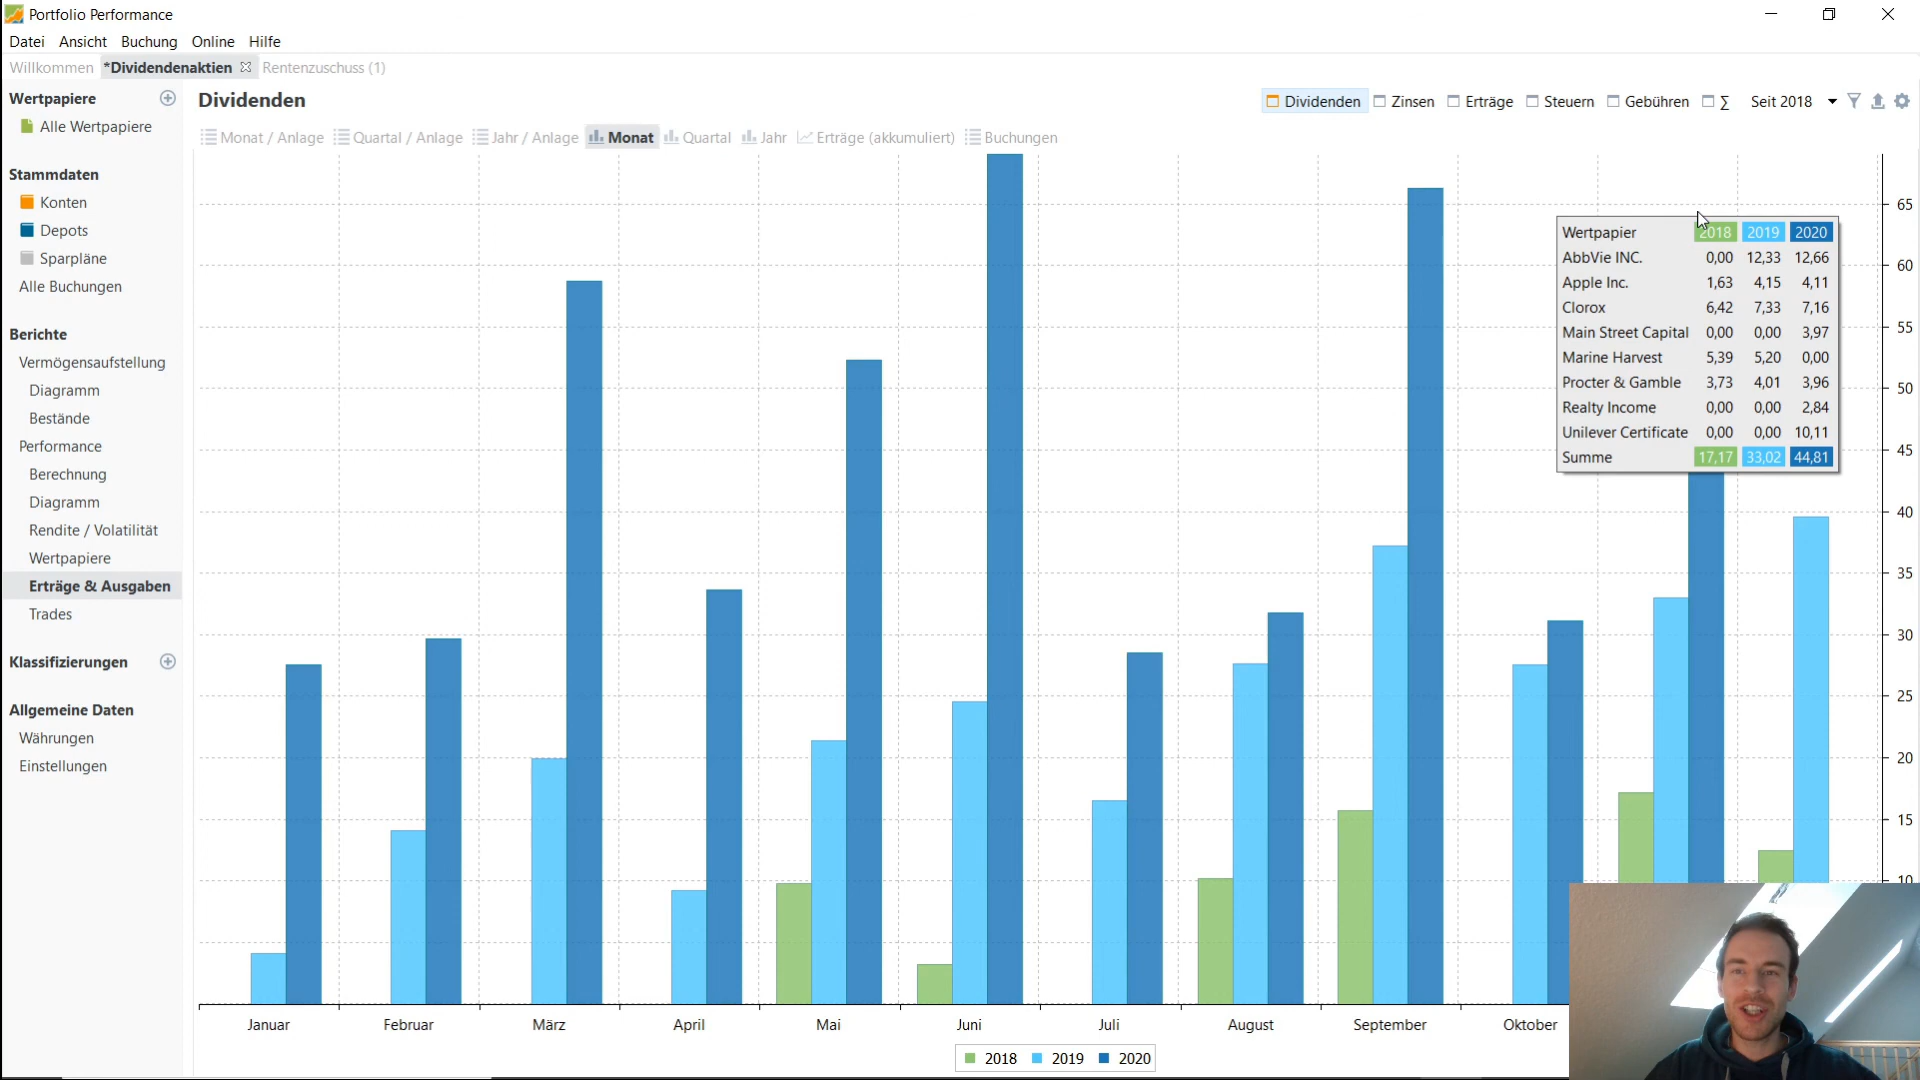 Portfolio Performance
Datei Ansicht Buchung Online Hilfe
Willkommen *Dividendenaktien Rentenzuschuss (1)
Wertpapiere
Alle Wertpapiere
Stammdaten
Konten
Depots
Sparpläne
Alle Buchungen
Berichte
Vermögensaufstellung
Diagramm
Bestände
Performance
Berechnung
Diagramm
Rendite / Volatilität
Wertpapiere
Erträge & Ausgaben
Trades
Klassifizierungen
Allgemeine Daten
Währungen
Einstellungen
Dividenden
Dividenden Zinsen Erträge Steuern Gebühren ∑ Seit 2018
Monat / Anlage Quartal / Anlage Jahr / Anlage Monat Quartal Jahr Erträge (akkumuliert) Buchungen
65
60
55
50
45
40
35
30
25
20
15
10
Wertpapier 2018 2019 2020
AbbVie INC. 0,00 12,33 12,66
Apple Inc. 1,63 4,15 4,11
Clorox 6,42 7,33 7,16
Main Street Capital 0,00 0,00 3,97
Marine Harvest 5,39 5,20 0,00
Procter & Gamble 3,73 4,01 3,96
Realty Income 0,00 0,00 2,84
Unilever Certificate 0,00 0,00 10,11
Summe 17,17 33,02 44,81
Januar Februar März April Mai Juni Juli August September Oktober
2018 2019 2020